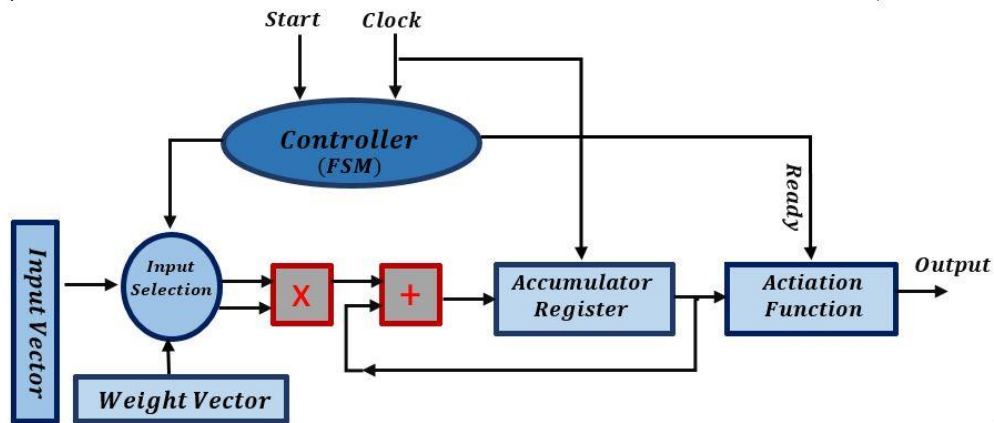 Start
Clock
Controller
(FSM)
Ready
Input Vector
Input
Selection
X
+
Accumulator
Register
Actiation
Function
Output
Weight Vector